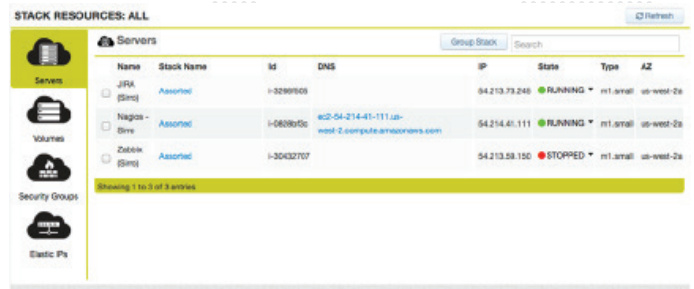 STACK RESOURCES: ALL
Refresh
Servers
Group Stack
Search
Name Stack Name Id DNS IP State Type AZ
JIRA
(Simo) Assorted 54.213.73.248 RUNNING m1.small us-west-2a
Nagios - ec2-54-214-41-111.us-
Assorted 54.214.41.111 RUNNING m1.small us-west-2a
west-2.compute.amazonaws.com
Zabbix
Assorted i-30432707 54.213.59.150 STOPPED m1.small us-west-2a
Showing 1 to 3 of 3 entries
Servers
Volumes
Security Groups
Elastic IPs